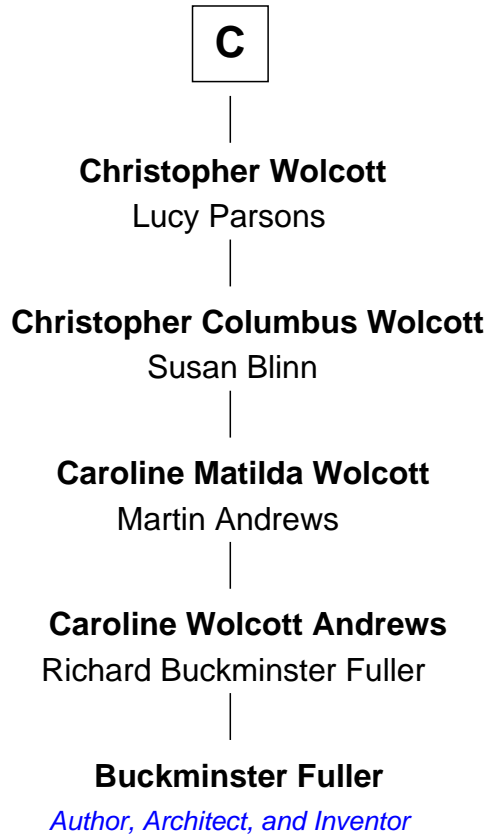 C
Christopher Wolcott
Lucy Parsons
Christopher Columbus Wolcott
Susan Blinn
Caroline Matilda Wolcott
Martin Andrews
Caroline Wolcott Andrews
Richard Buckminster Fuller
Buckminster Fuller
Author, Architect, and Inventor